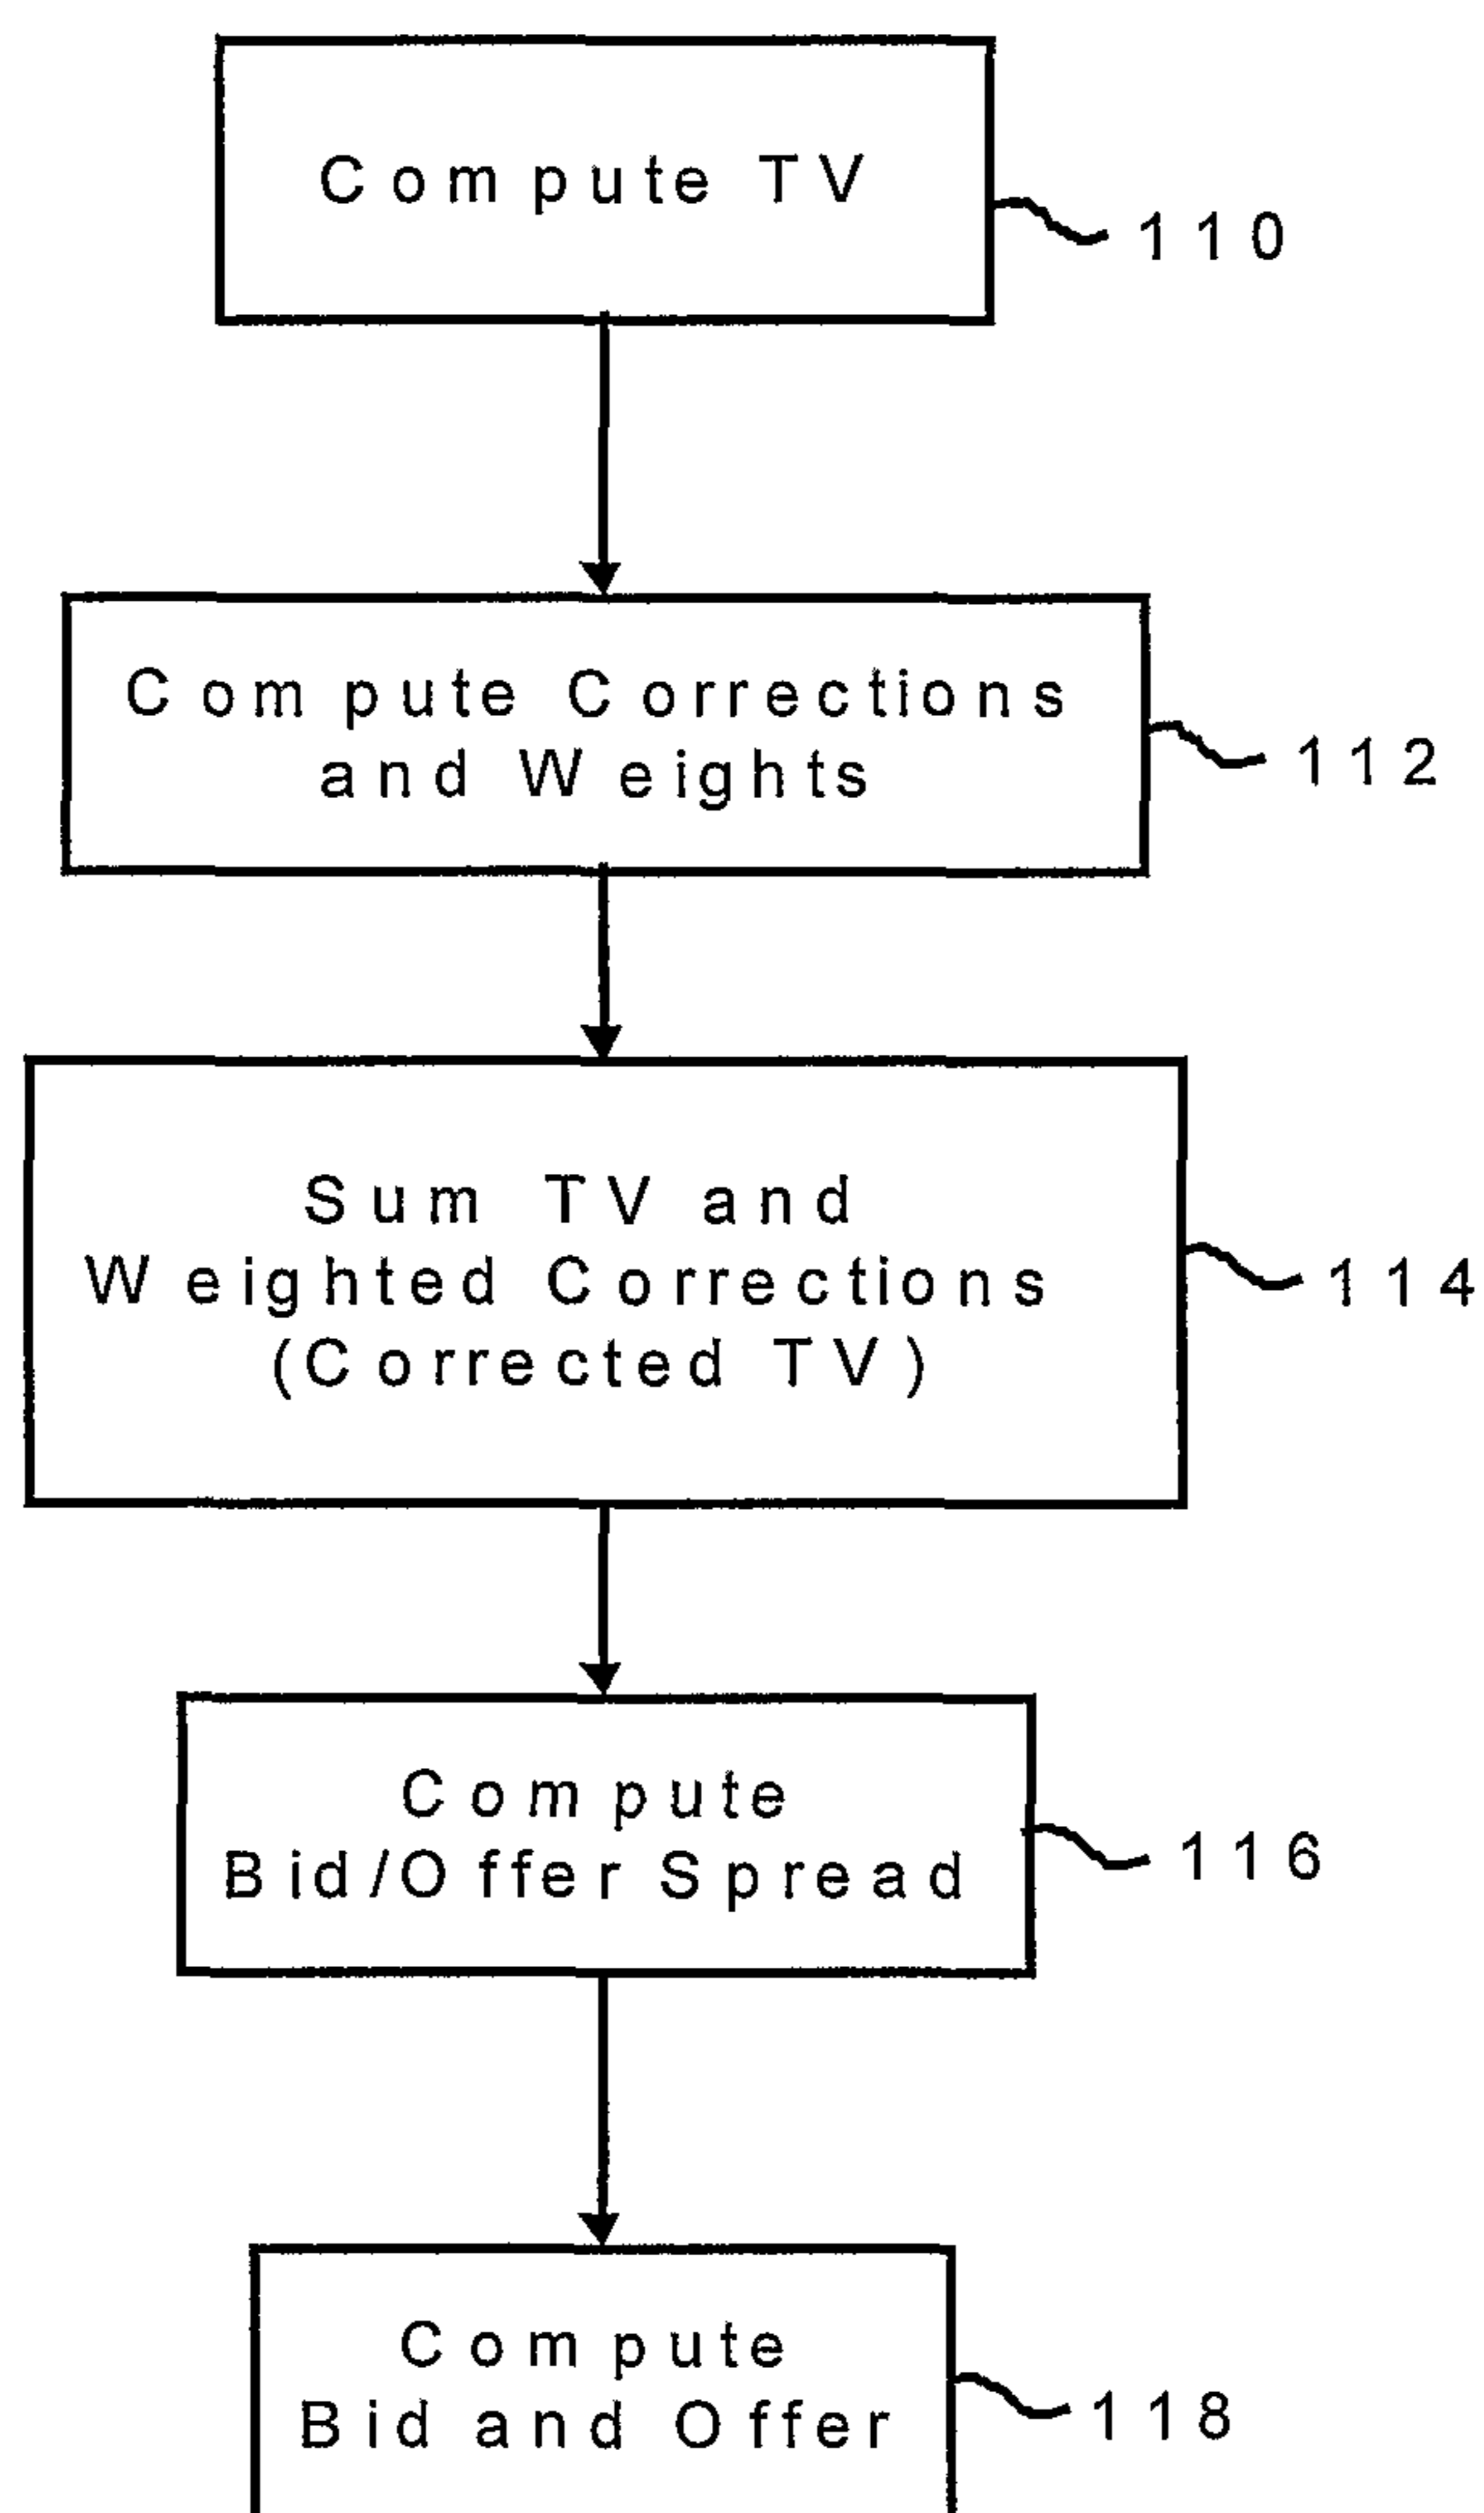 Compute TV
110
Compute Corrections
and Weights
112
Sum TV and
Weighted Corrections
(Corrected TV)
114
Compute
Bid/Offer Spread
116
Compute
Bid and Offer
118